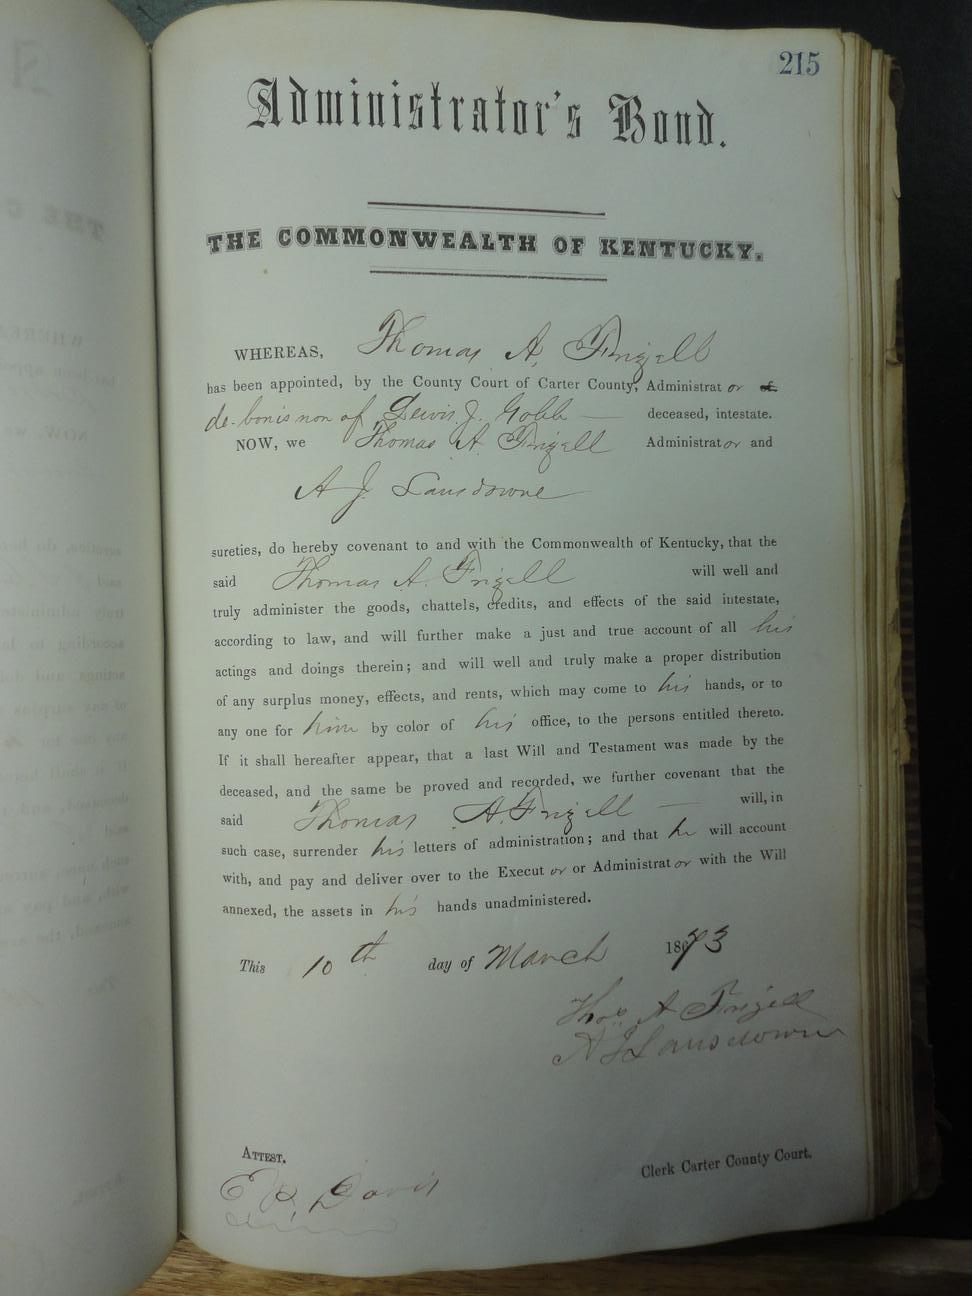 215
Administrator's Bond.
THE COMMONWEALTH OF KENTUCKY.
WHEREAS, Thomas A. Frizell
has been appointed, by the County Court of Carter County, Administrator of
de-bonis non of Lewis J. Gobb — deceased, intestate.
NOW, we Thomas A. Frizell Administrator and
A J. Lansdowne
sureties, do hereby covenant to and with the Commonwealth of Kentucky, that the
said Thomas A. Frizell will well and
truly administer the goods, chattels, credits, and effects of the said intestate,
according to law, and will further make a just and true account of all his
actings and doings therein; and will well and truly make a proper distribution
of any surplus money, effects, and rents, which may come to his hands, or to
any one for him by color of his office, to the persons entitled thereto.
If it shall hereafter appear, that a last Will and Testament was made by the
deceased, and the same be proved and recorded, we further covenant that the
said Thomas A. Frizell — will, in
such case, surrender his letters of administration; and that he will account
with, and pay and deliver over to the Executor or Administrator with the Will
annexed, the assets in his hands unadministered.
This 10th day of March 1873
Thos A Frizell
A J Lansdowne
ATTEST,
Clerk Carter County Court.
Davis